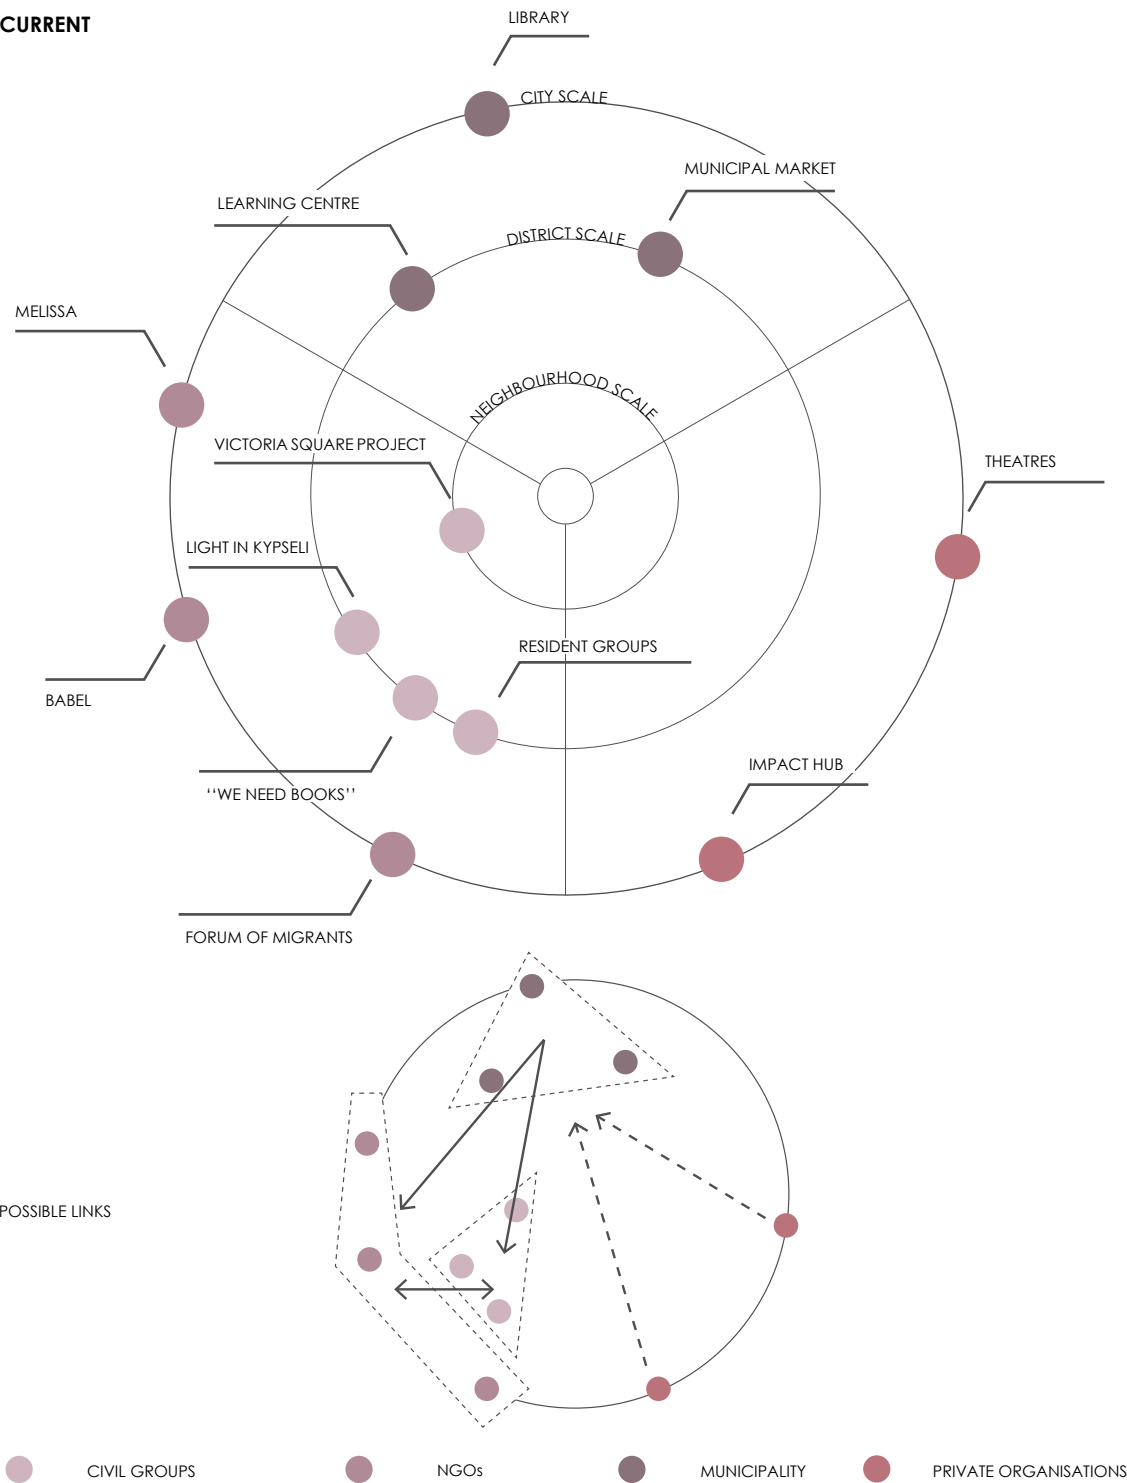 CURRENT
LIBRARY
CITY SCALE
MUNICIPAL MARKET
LEARNING CENTRE
DISTRICT SCALE
MELISSA
NEIGHBOURHOOD SCALE
VICTORIA SQUARE PROJECT
THEATRES
LIGHT IN KYPSELI
RESIDENT GROUPS
BABEL
IMPACT HUB
''WE NEED BOOKS''
FORUM OF MIGRANTS
POSSIBLE LINKS
CIVIL GROUPS
NGOs
MUNICIPALITY
PRIVATE ORGANISATIONS